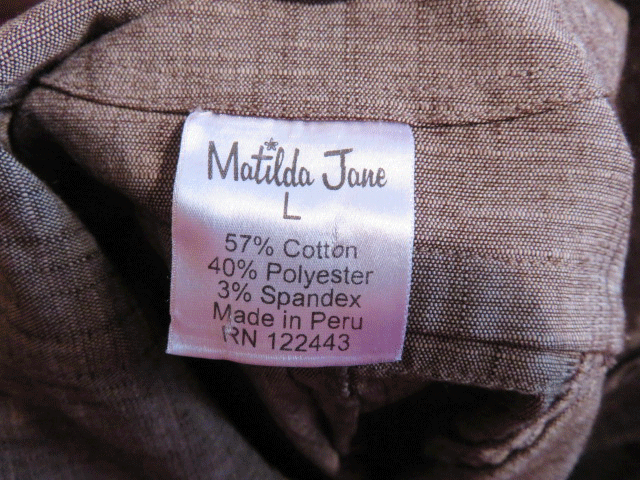 Matilda Jane
L
57% Cotton
40% Polyester
3% Spandex
Made in Peru
RN 122443